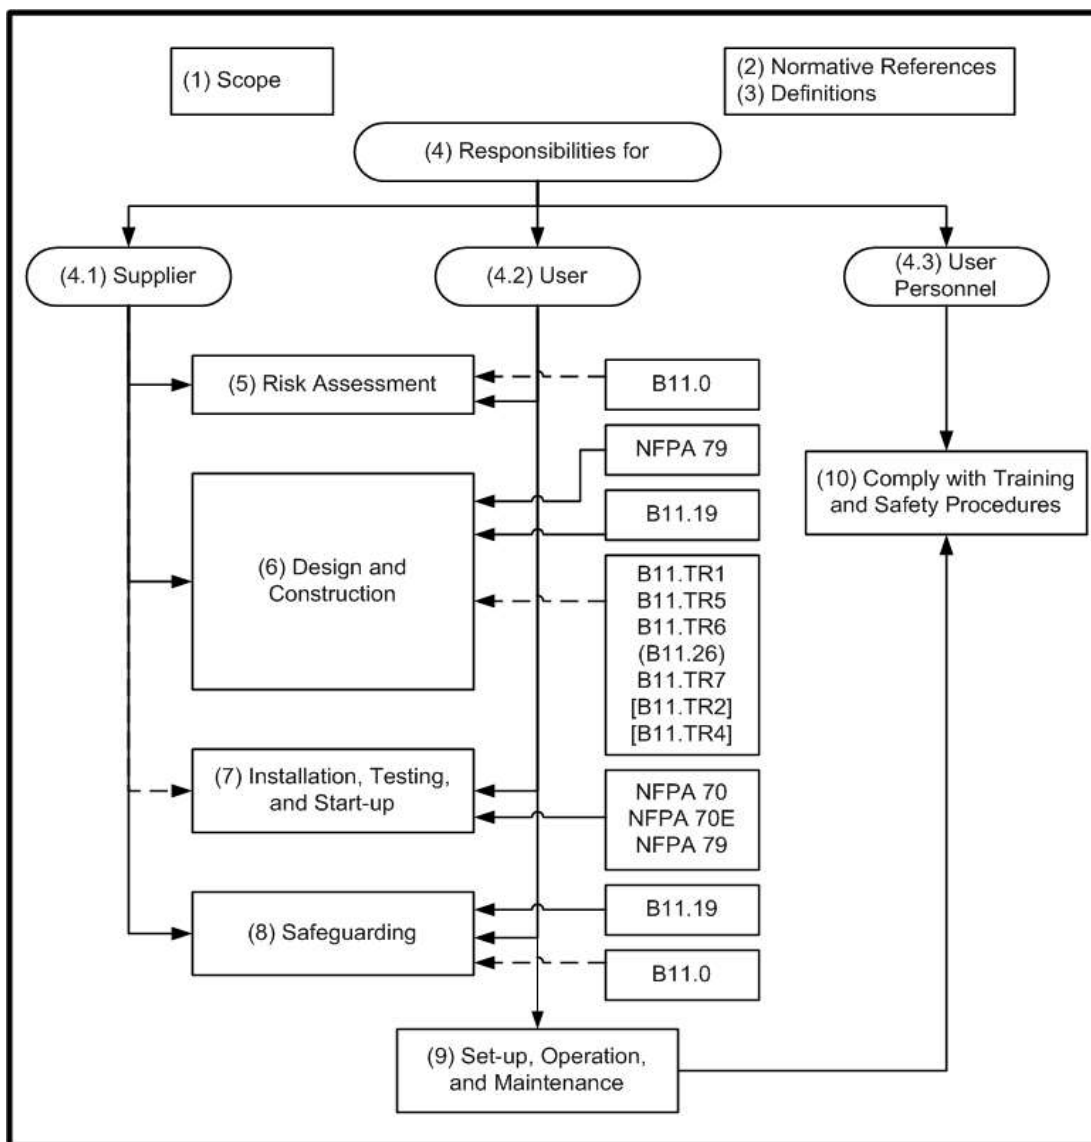 (1) Scope
(2) Normative References
(3) Definitions
(4) Responsibilities for
(4.1) Supplier
(4.2) User
(4.3) User
Personnel
(5) Risk Assessment
B11.0
NFPA 79
(10) Comply with Training
and Safety Procedures
B11.19
(6) Design and
Construction
B11.TR1
B11.TR5
B11.TR6
(B11.26)
B11.TR7
[B11.TR2]
[B11.TR4]
(7) Installation, Testing,
and Start-up
NFPA 70
NFPA 70E
NFPA 79
(8) Safeguarding
B11.19
B11.0
(9) Set-up, Operation,
and Maintenance